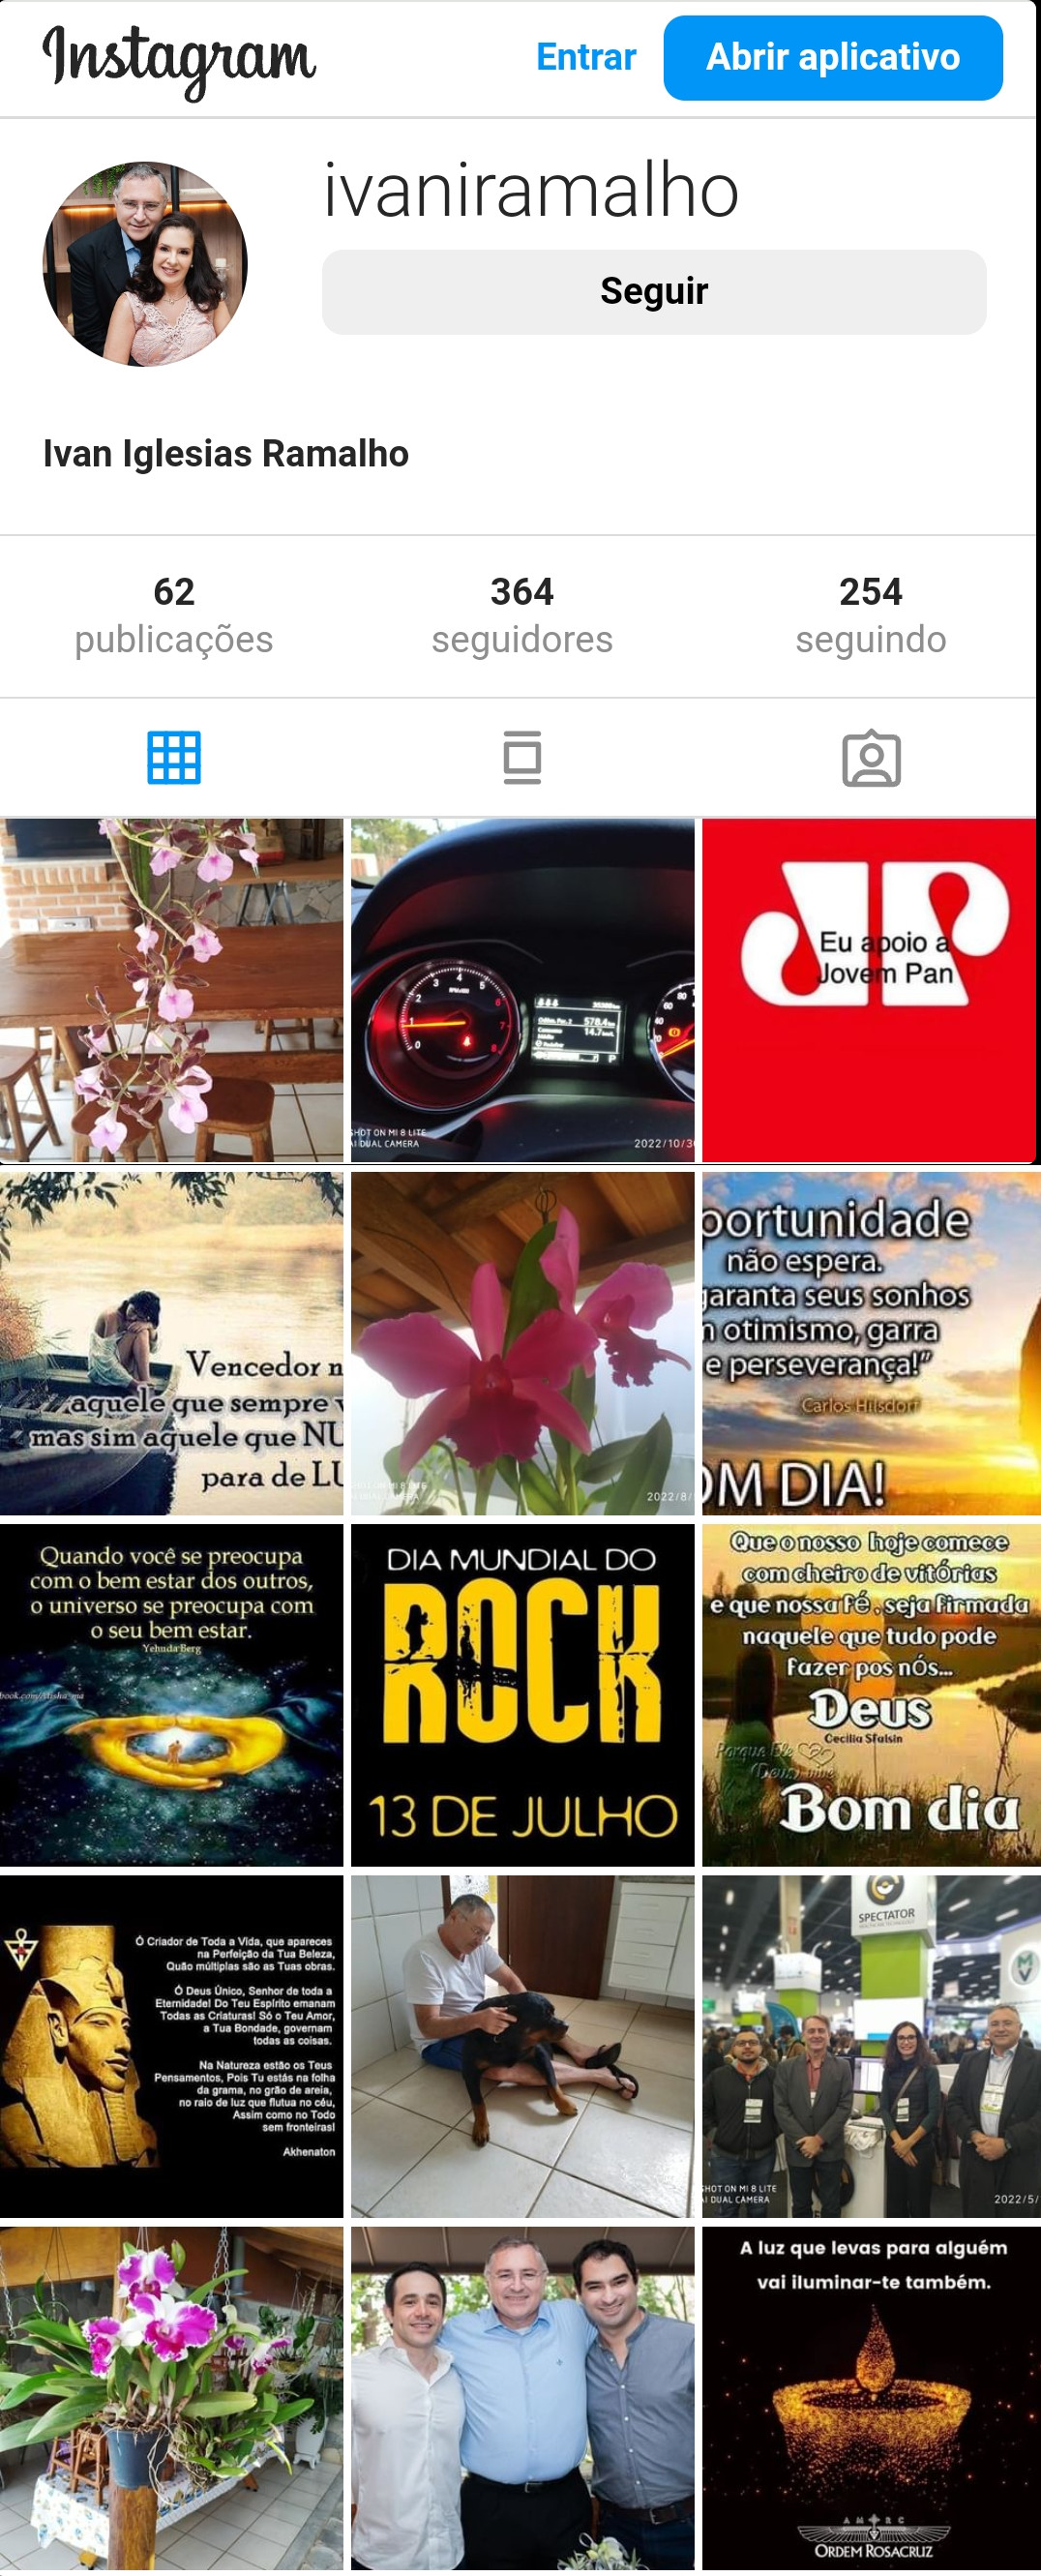 Instagram
Entrar
Abrir aplicativo
ivaniramalho
Seguir
Ivan Iglesias Ramalho
62
publicações
364
seguidores
254
seguindo
SHOT ON MI 8 LITE
AI DUAL CAMERA
2022/10/30
578.4
14.7
P
JP
Eu apoio a
Jovem Pan
Vencedor n
aquele que sempre v
mas sim aquele que NU
para de LU
2022/8/
portunidade
não espera.
garanta seus sonhos
m otimismo, garra
e perseverança!”
Carlos Hilsdorf
OM DIA!
Quando você se preocupa
com o bem estar dos outros,
o universo se preocupa com
o seu bem estar.
Yehuda Berg
DIA MUNDIAL DO
ROCK
13 DE JULHO
Que o nosso hoje comece
com cheiro de vitórias
e que nossa fé, seja firmada
naquele que tudo pode
fazer pos nós...
Deus
Cecilia Sfalsin
Porque Ele
Deus vive
Bom dia
Ó Criador de Toda a Vida, que apareces
na Perfeição da Tua Beleza,
Quão múltiplas são as Tuas obras.
Ó Deus Único, Senhor de toda a
Eternidade! Do Teu Espírito emanam
Todas as Criaturas! Só o Teu Amor,
a Tua Bondade, governam
todas as coisas.
Na Natureza estão os Teus
Pensamentos, Pois Tu estás na folha
da grama, no grão de areia,
no raio de luz que flutua no céu,
Assim como no Todo
sem fronteiras!
Akhenaton
SPECTATOR
SHOT ON MI 8 LITE
AI DUAL CAMERA
2022/5/
A luz que levas para alguém
vai iluminar-te também.
AMORC
ORDEM ROSACRUZ